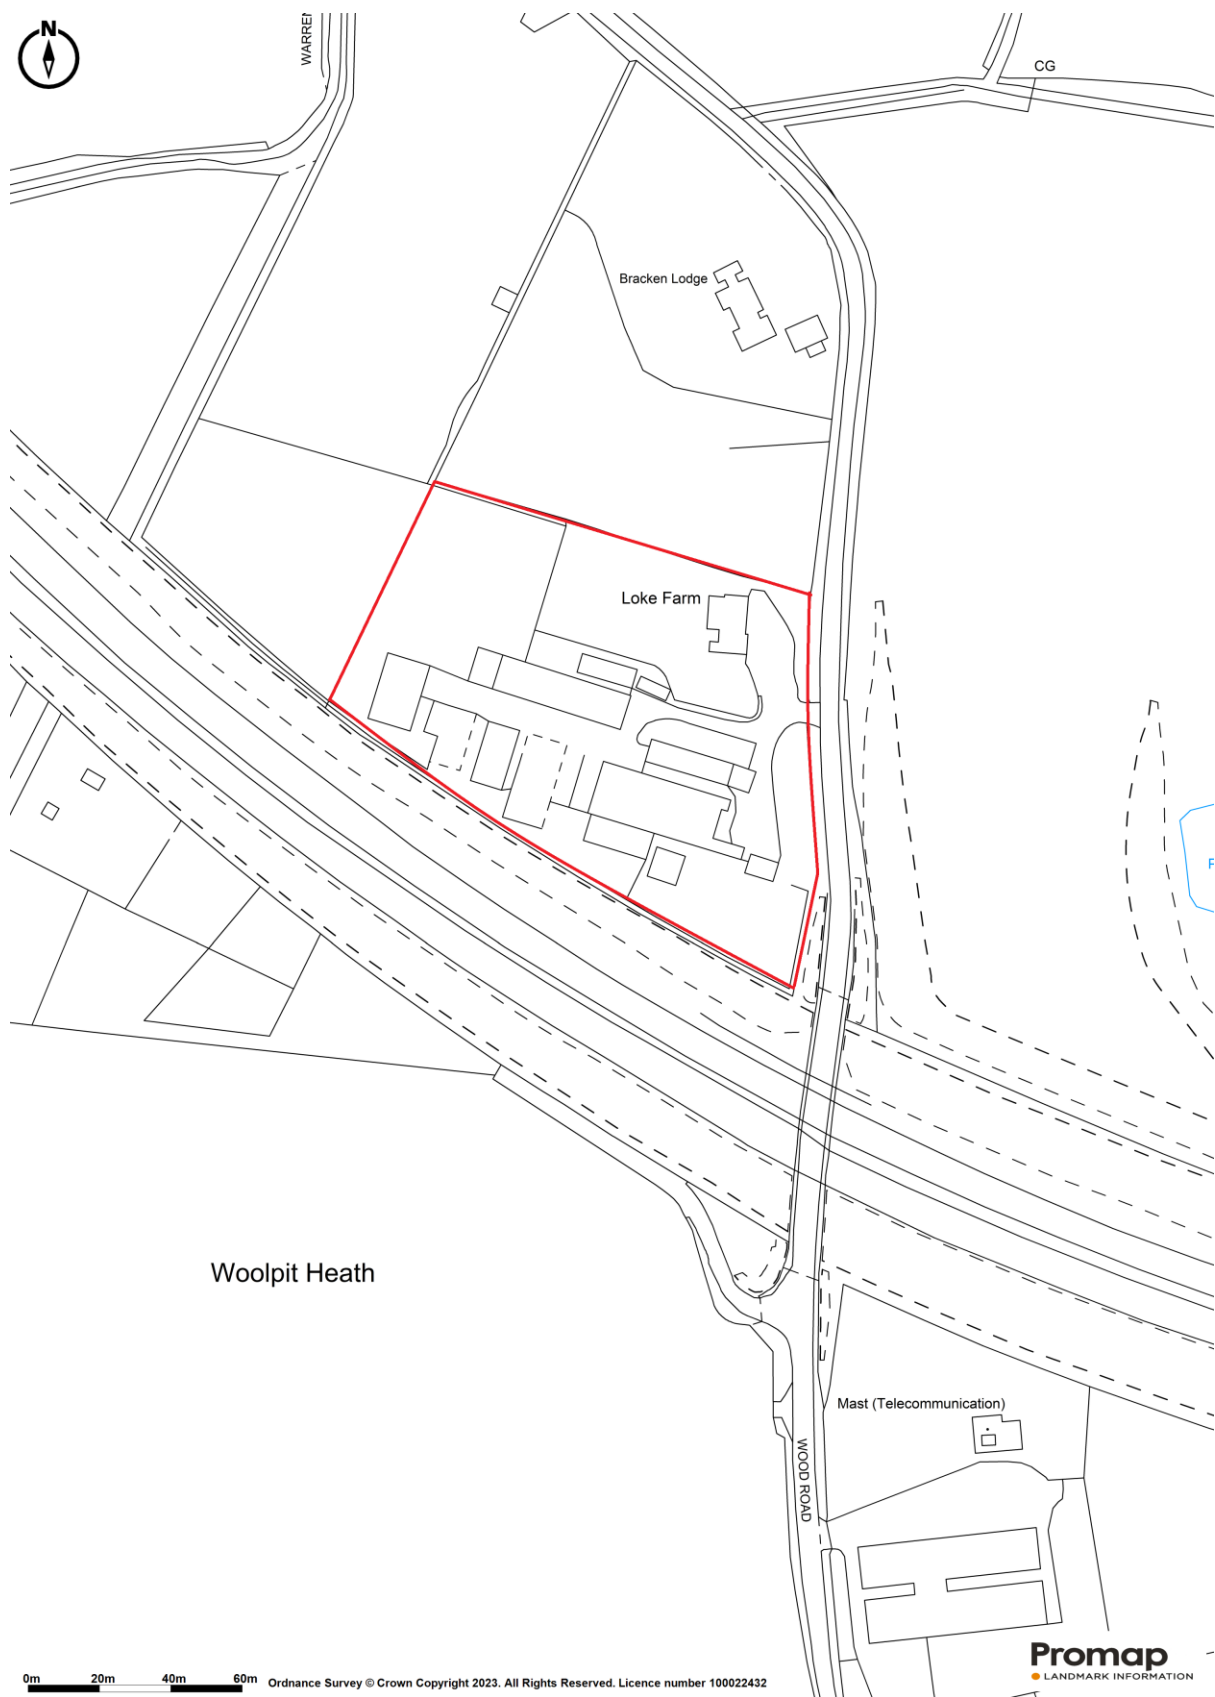 N
WARREN
CG
Bracken Lodge
Loke Farm
P
Woolpit Heath
Mast (Telecommunication)
WOOD ROAD
0m 20m 40m 60m
Ordnance Survey © Crown Copyright 2023. All Rights Reserved. Licence number 100022432
Promap
LANDMARK INFORMATION